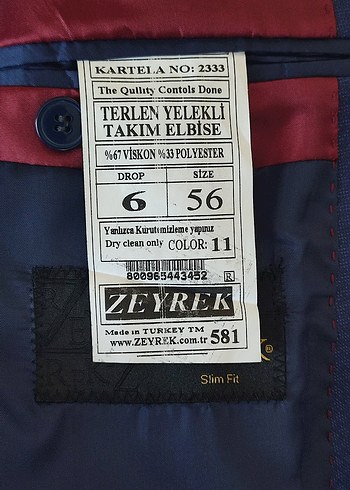 KARTELA NO: 2333
The Qullity Contols Done
TERLEN YELEKLİ
TAKIM ELBİSE
%67 VİSKON %33 POLYESTER
DROP SIZE
6 56
Yanlızca Kurutemizleme yapınız
Dry clean only COLOR: 11
800965443452 R
ZEYREK
Made in TURKEY TM
www.ZEYREK.com.tr 581
K®
Slim Fit